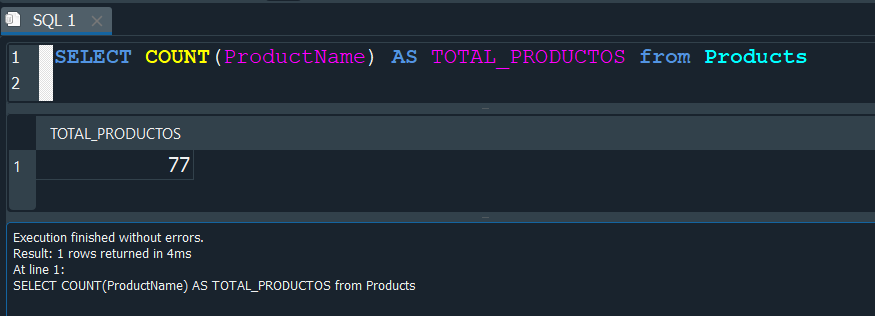 SQL 1
1 SELECT COUNT(ProductName) AS TOTAL_PRODUCTOS from Products
2
TOTAL_PRODUCTOS
1 77
Execution finished without errors.
Result: 1 rows returned in 4ms
At line 1:
SELECT COUNT(ProductName) AS TOTAL_PRODUCTOS from Products